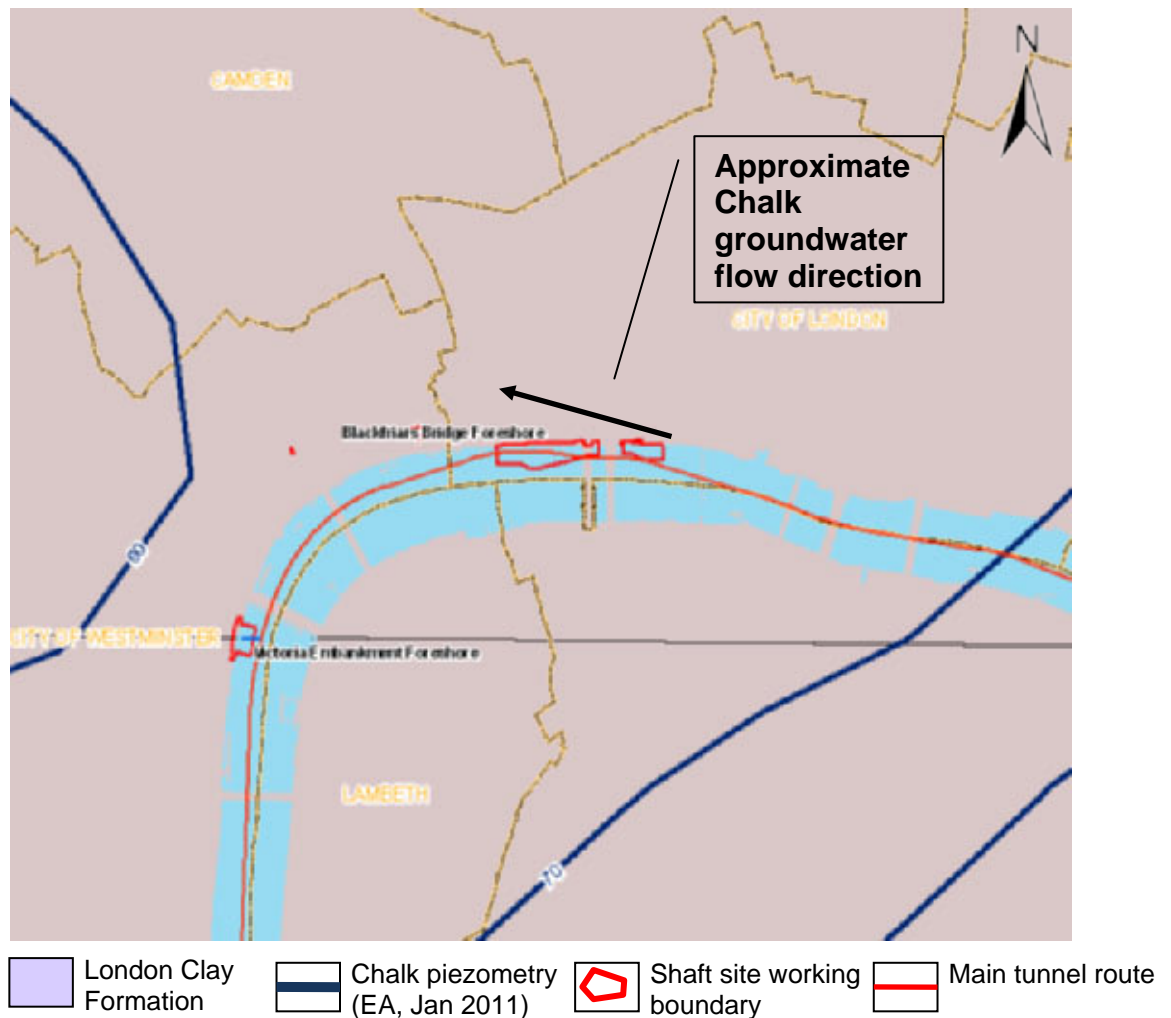 CAMDEN
N
Approximate
Chalk
groundwater
flow direction
CITY OF LONDON
Blackfriars Bridge Foreshore
60
CITY OF WESTMINSTER
Victoria Embankment Foreshore
LAMBETH
70
London Clay
Formation
Chalk piezometry
(EA, Jan 2011)
Shaft site working
boundary
Main tunnel route